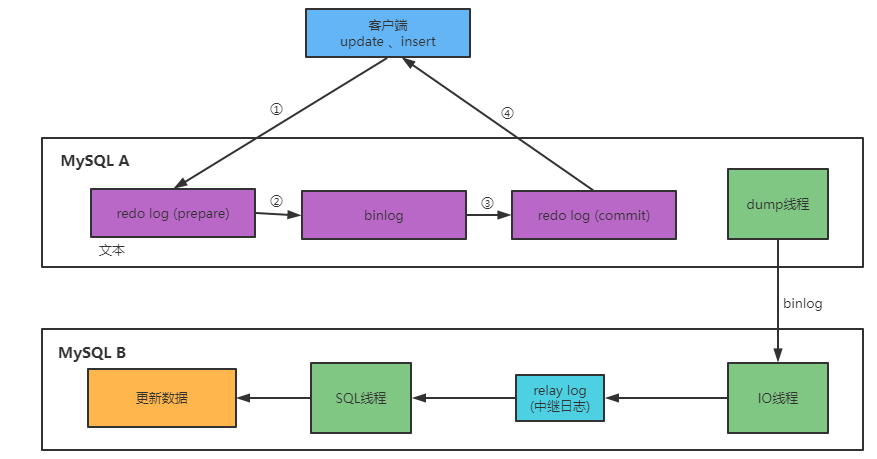 客户端
update 、insert
①
④
MySQL A
redo log (prepare)
②
binlog
③
redo log (commit)
dump线程
文本
binlog
MySQL B
更新数据
SQL线程
relay log
(中继日志)
IO线程